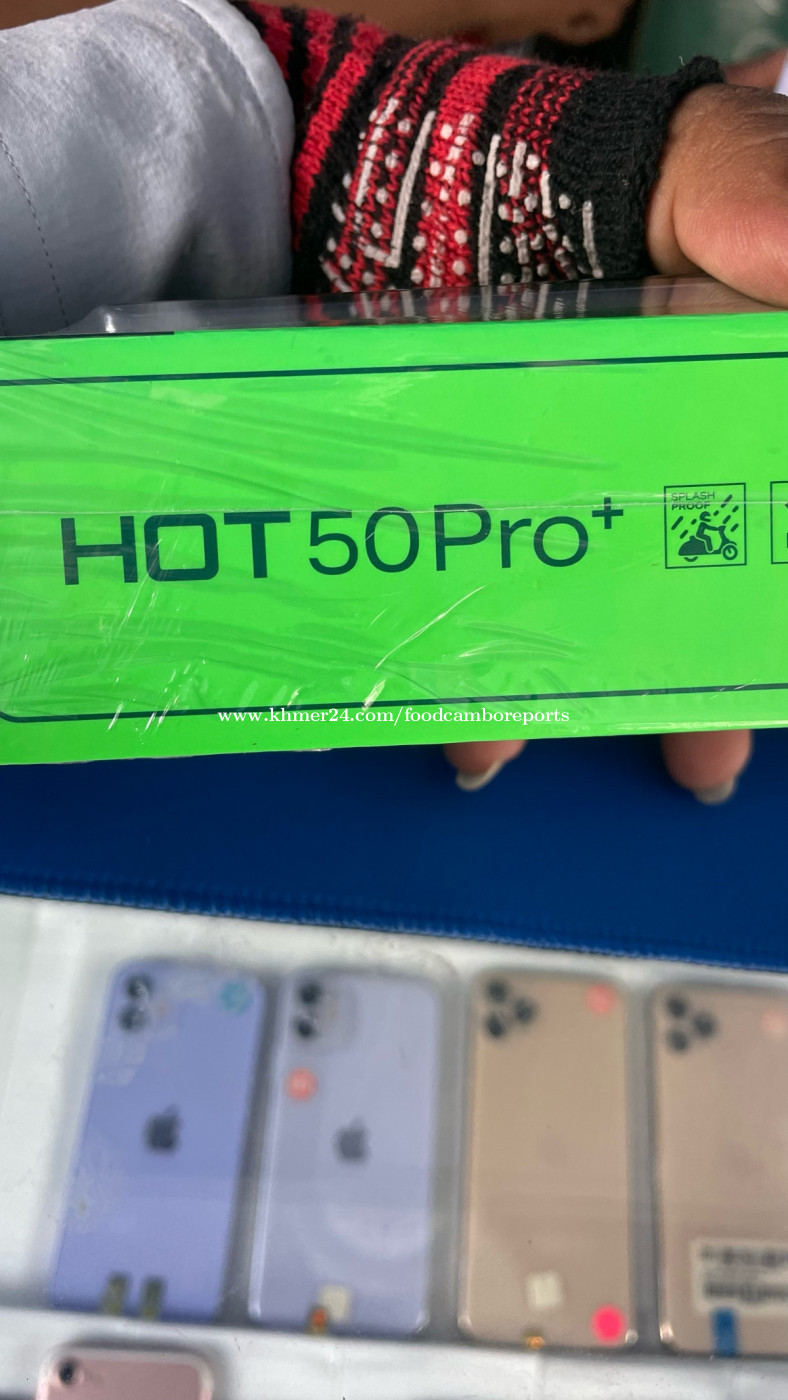 HOT 50 Pro+
SPLASH
PROOF
www.khmer24.com/foodcamboreports